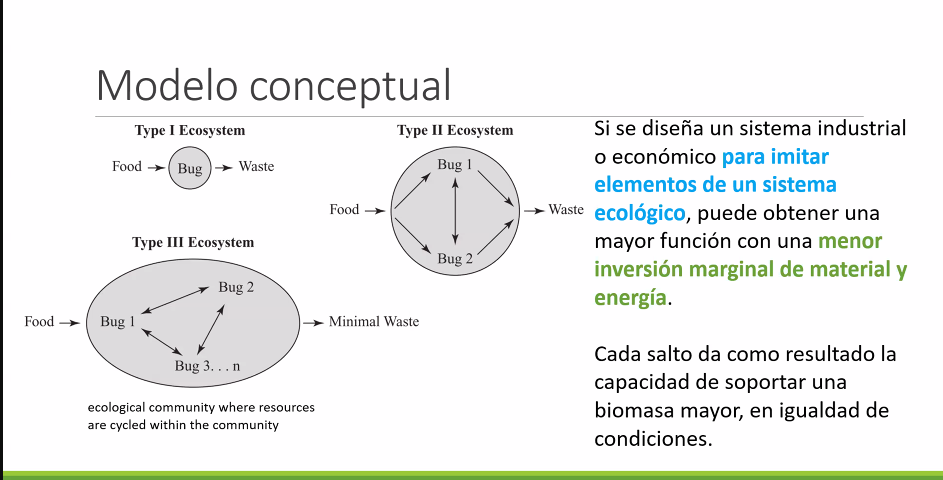 Modelo conceptual
Type I Ecosystem
Food
Bug
Waste
Type II Ecosystem
Food
Bug 1
Bug 2
Waste
Type III Ecosystem
Food
Bug 1
Bug 2
Bug 3. . . n
Minimal Waste
ecological community where resources
are cycled within the community
Si se diseña un sistema industrial
o económico para imitar
elementos de un sistema
ecológico, puede obtener una
mayor función con una menor
inversión marginal de material y
energía.
Cada salto da como resultado la
capacidad de soportar una
biomasa mayor, en igualdad de
condiciones.